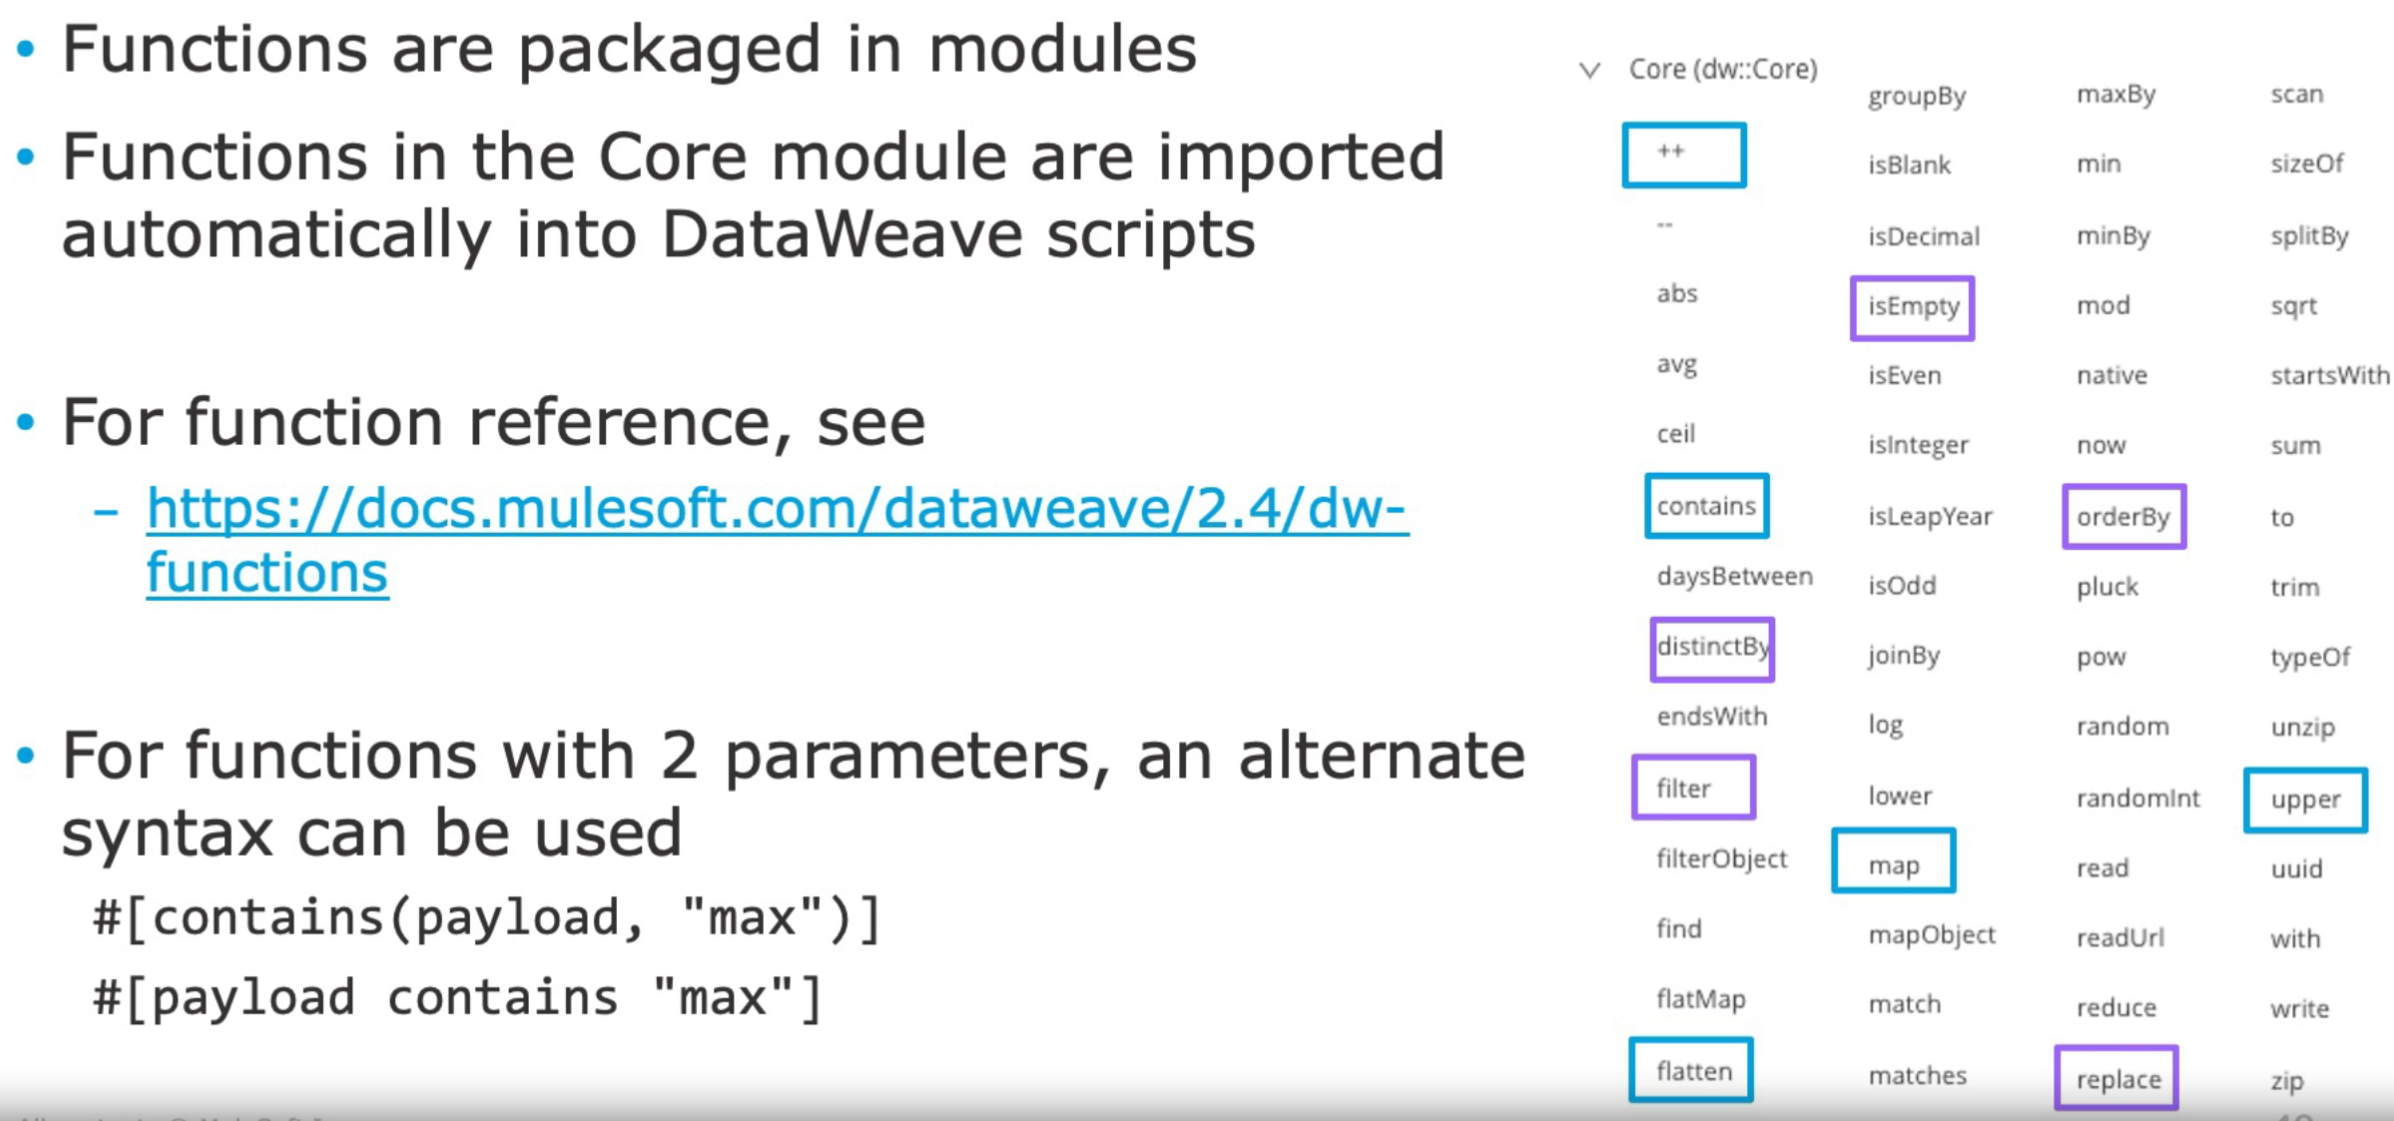 • Functions are packaged in modules
• Functions in the Core module are imported
automatically into DataWeave scripts
• For function reference, see
– https://docs.mulesoft.com/dataweave/2.4/dw-
functions
• For functions with 2 parameters, an alternate
syntax can be used
#[contains(payload, "max")]
#[payload contains "max"]
Core (dw::Core)
++
--
abs
avg
ceil
contains
daysBetween
distinctBy
endsWith
filter
filterObject
find
flatMap
flatten
groupBy
isBlank
isDecimal
isEmpty
isEven
isInteger
isLeapYear
isOdd
joinBy
log
lower
map
mapObject
match
matches
maxBy
min
minBy
mod
native
now
orderBy
pluck
pow
random
randomInt
read
readUrl
reduce
replace
scan
sizeOf
splitBy
sqrt
startsWith
sum
to
trim
typeOf
unzip
upper
uuid
with
write
zip